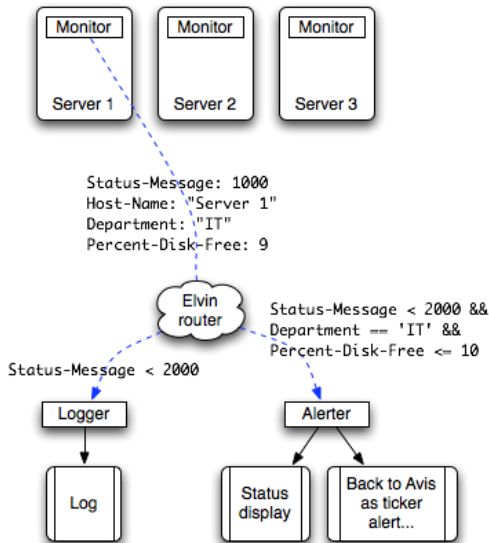 Monitor
Monitor
Monitor
Server 1
Server 2
Server 3
Status-Message: 1000
Host-Name: "Server 1"
Department: "IT"
Percent-Disk-Free: 9
Elvin
router
Status-Message < 2000 &&
Department == 'IT' &&
Percent-Disk-Free <= 10
Status-Message < 2000
Logger
Alerter
Log
Status
display
Back to Avis
as ticker
alert...